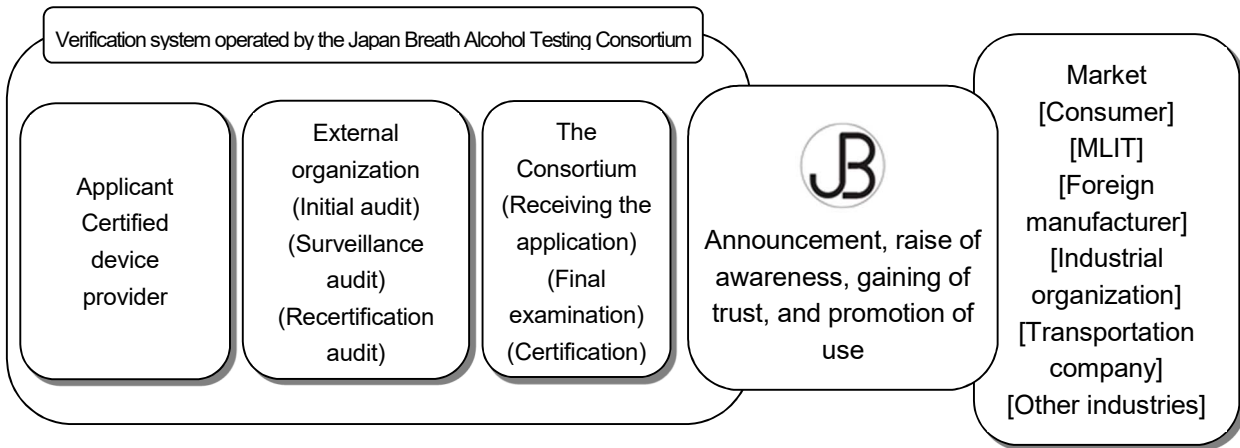 Verification system operated by the Japan Breath Alcohol Testing Consortium
Applicant
Certified
device
provider
External
organization
(Initial audit)
(Surveillance
audit)
(Recertification
audit)
The
Consortium
(Receiving the
application)
(Final
examination)
(Certification)
JB
Announcement, raise of
awareness, gaining of
trust, and promotion of
use
Market
[Consumer]
[MLIT]
[Foreign
manufacturer]
[Industrial
organization]
[Transportation
company]
[Other industries]